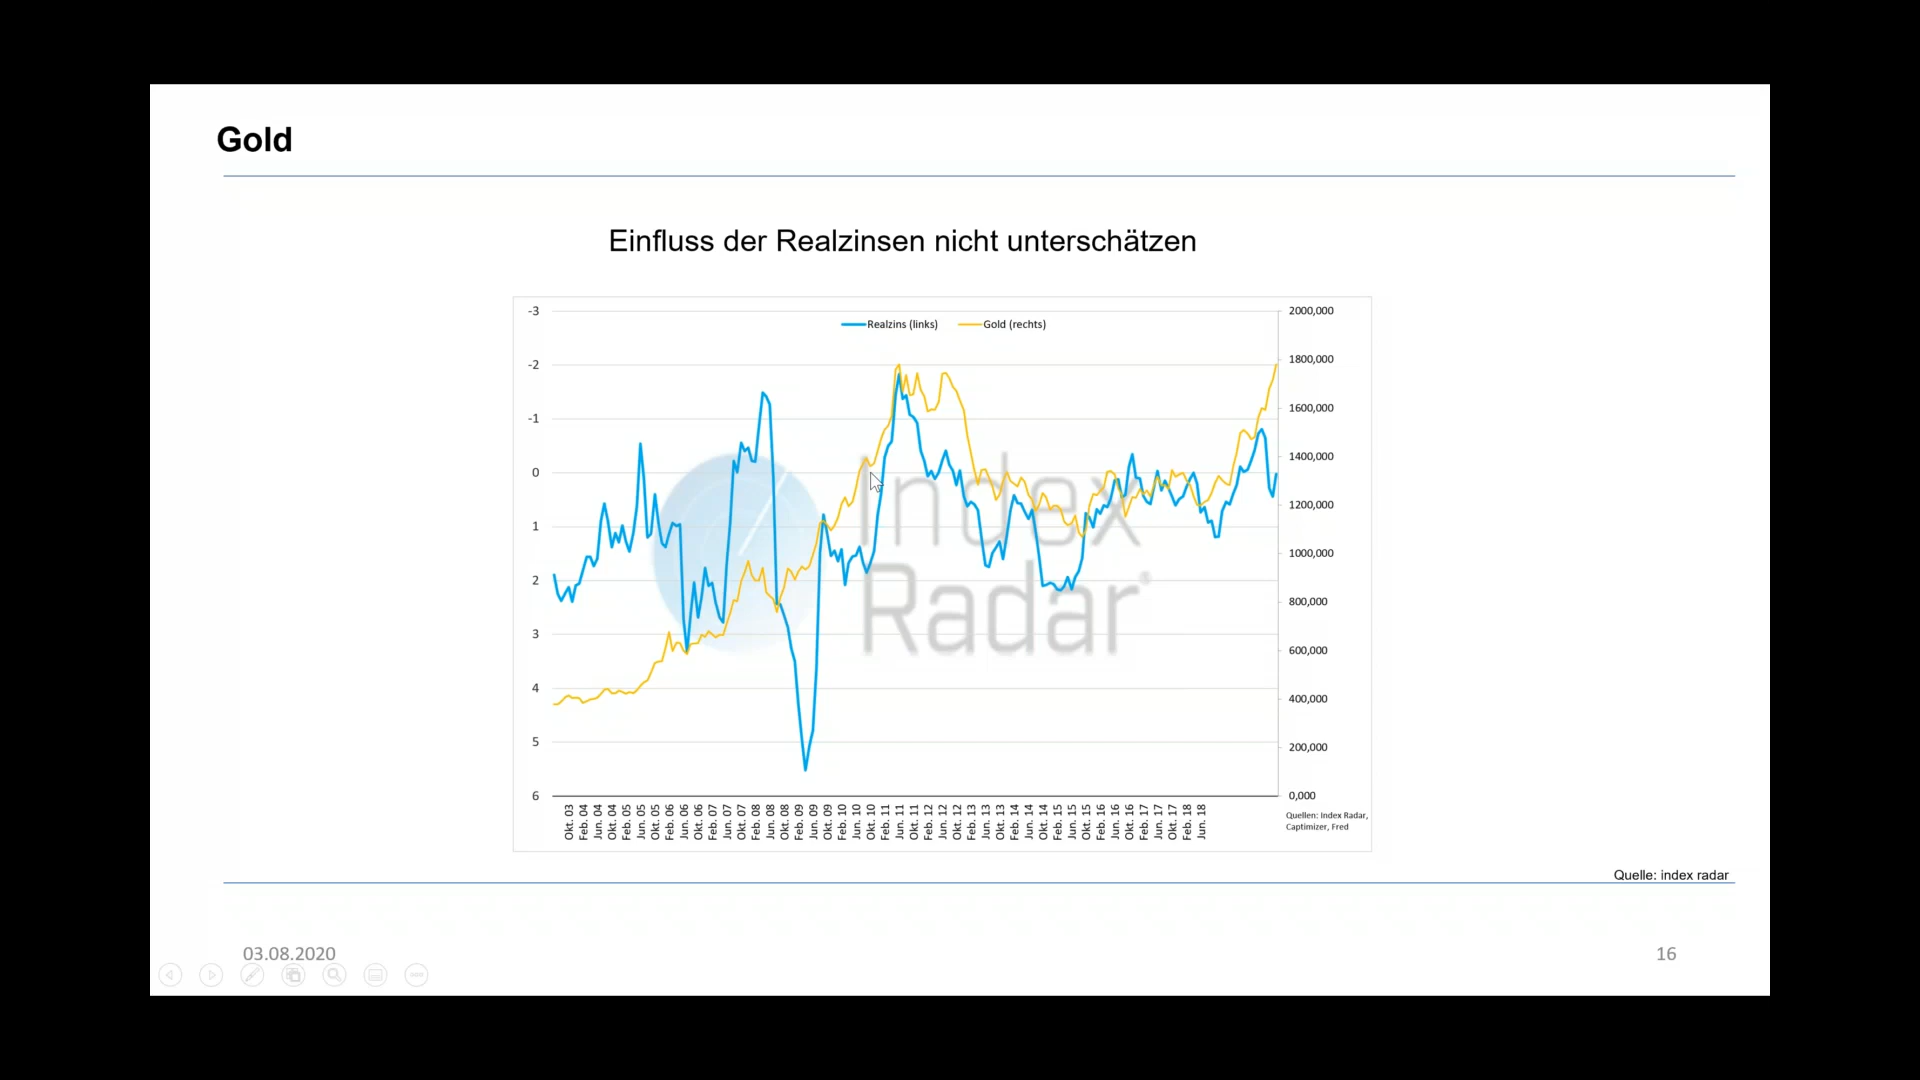 Gold
Einfluss der Realzinsen nicht unterschätzen
Realzins (links)
Gold (rechts)
-3
-2
-1
0
1
2
3
4
5
6
2000,000
1800,000
1600,000
1400,000
1200,000
1000,000
800,000
600,000
400,000
200,000
0,000
Index
Radar®
Okt. 03
Feb. 04
Jun. 04
Okt. 04
Feb. 05
Jun. 05
Okt. 05
Feb. 06
Jun. 06
Okt. 06
Feb. 07
Jun. 07
Okt. 07
Feb. 08
Jun. 08
Okt. 08
Feb. 09
Jun. 09
Okt. 09
Feb. 10
Jun. 10
Okt. 10
Feb. 11
Jun. 11
Okt. 11
Feb. 12
Jun. 12
Okt. 12
Feb. 13
Jun. 13
Okt. 13
Feb. 14
Jun. 14
Okt. 14
Feb. 15
Jun. 15
Okt. 15
Feb. 16
Jun. 16
Okt. 16
Feb. 17
Jun. 17
Okt. 17
Feb. 18
Jun. 18
Quellen: Index Radar,
Captimizer, Fred
Quelle: index radar
03.08.2020
16